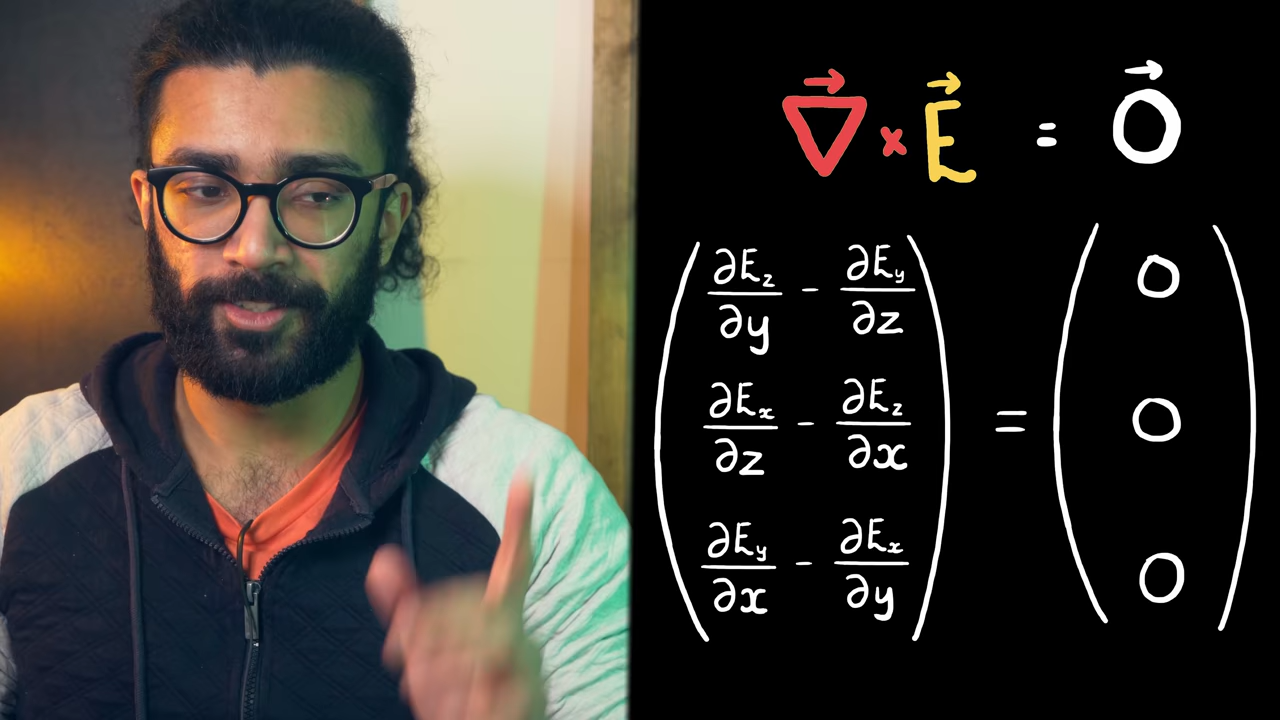 ∇⃗ × E⃗ = 0⃗
∂E_z/∂y - ∂E_y/∂z
0
∂E_x/∂z - ∂E_z/∂x = 0
∂E_y/∂x - ∂E_x/∂y
0